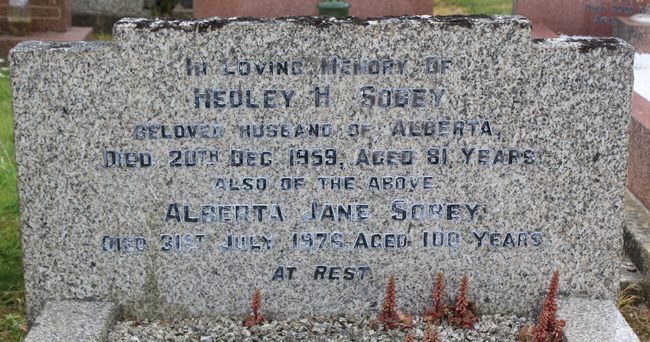 IN LOVING MEMORY OF
HEDLEY H. SOBEY
BELOVED HUSBAND OF ALBERTA,
DIED 20TH DEC. 1959, AGED 81 YEARS.
ALSO OF THE ABOVE
ALBERTA JANE SOBEY.
DIED 31ST JULY 1976. AGED 100 YEARS.
AT REST